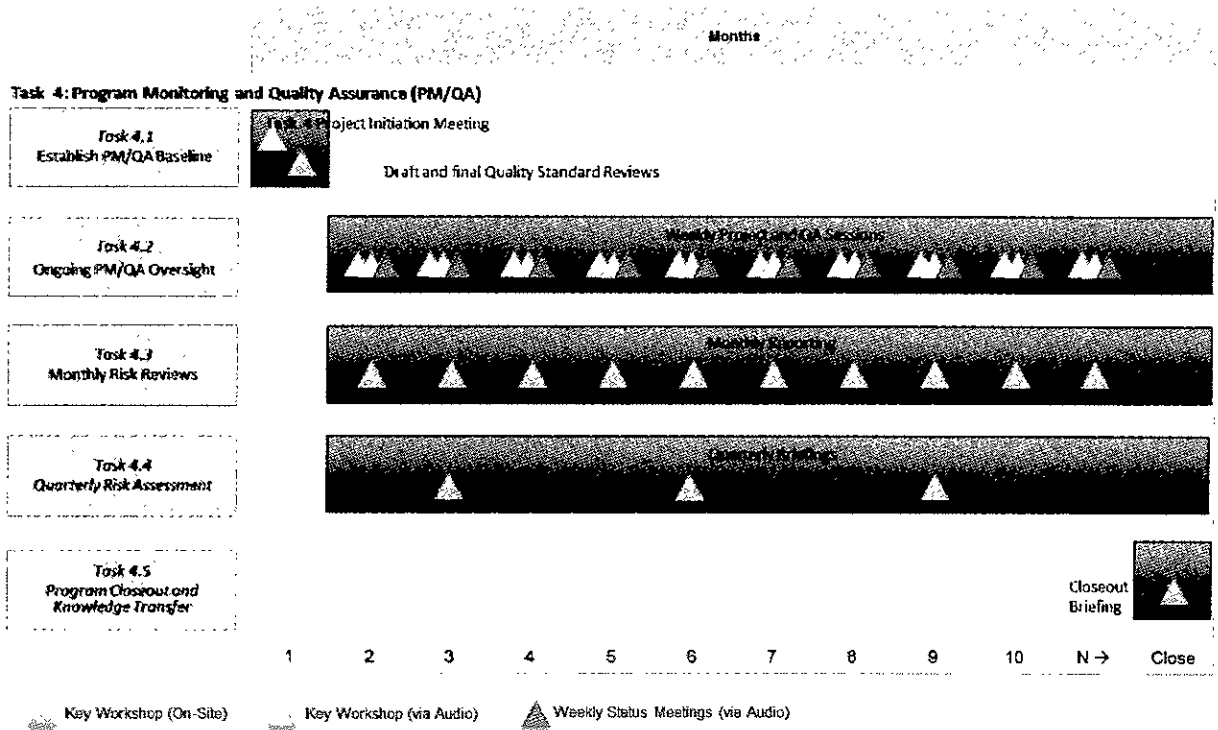 Months
Task 4: Program Monitoring and Quality Assurance (PM/QA)
Task 4.1
Establish PM/QA Baseline
Task 4 Project Initiation Meeting
Draft and final Quality Standard Reviews
Task 4.2
Ongoing PM/QA Oversight
Weekly Project and QA Sessions
Task 4.3
Monthly Risk Reviews
Monthly Reporting
Task 4.4
Quarterly Risk Assessment
Quarterly Briefings
Task 4.5
Program Closeout and
Knowledge Transfer
Closeout
Briefing
1 2 3 4 5 6 7 8 9 10 N → Close
Key Workshop (On-Site) Key Workshop (via Audio) Weekly Status Meetings (via Audio)